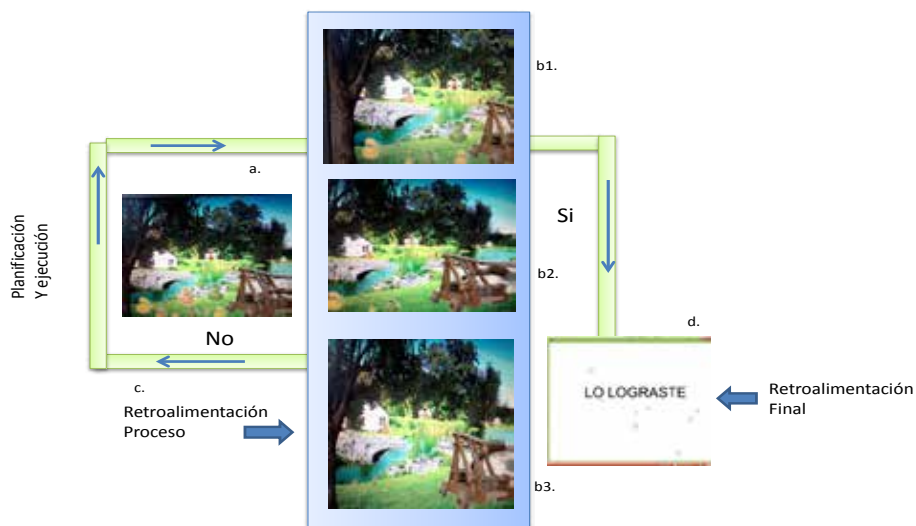 b1.
a.
Planificación
Y ejecución
Si
b2.
No
d.
c.
LO LOGRASTE
Retroalimentación
Proceso
Retroalimentación
Final
b3.